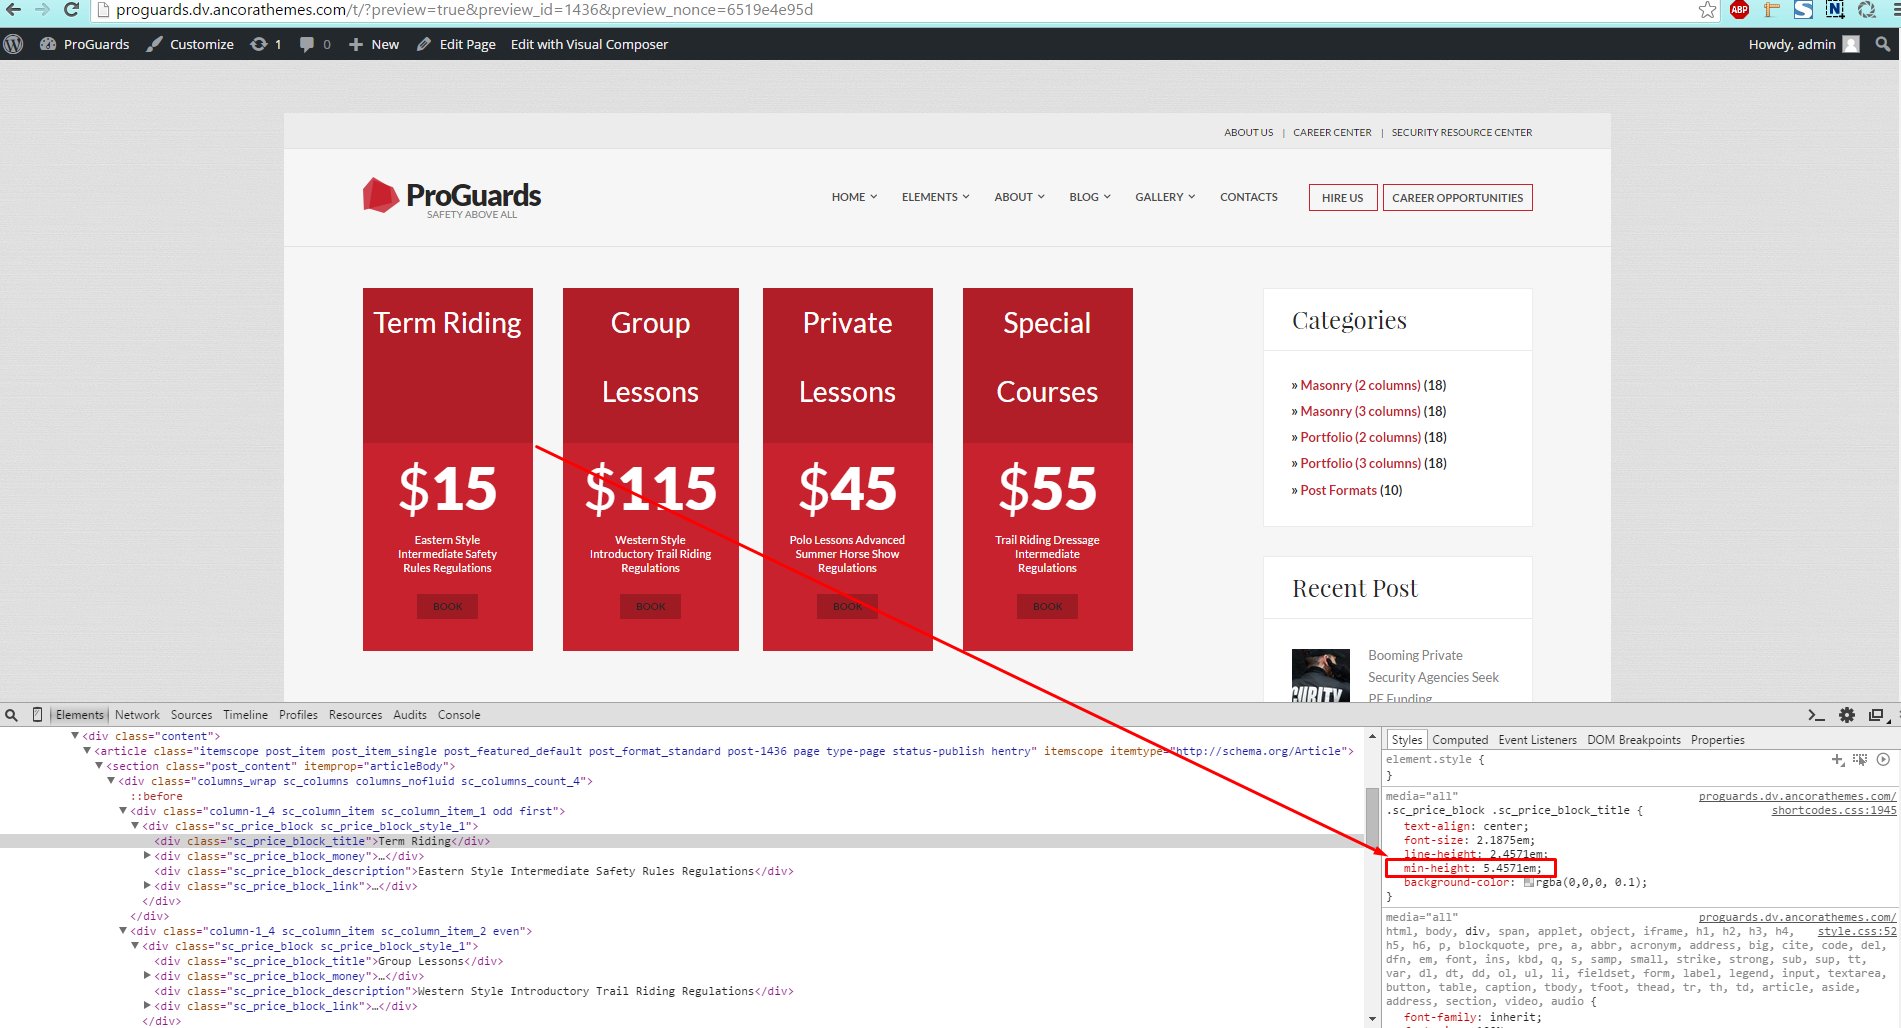 proguards.dv.ancorathemes.com/t/?preview=true&preview_id=1436&preview_nonce=6519e4e95d
ABP
S
N
ProGuards
Customize
1
0
New
Edit Page
Edit with Visual Composer
Howdy, admin
ABOUT US | CAREER CENTER | SECURITY RESOURCE CENTER
ProGuards
SAFETY ABOVE ALL
HOME
ELEMENTS
ABOUT
BLOG
GALLERY
CONTACTS
HIRE US
CAREER OPPORTUNITIES
Term Riding
$15
Eastern Style
Intermediate Safety
Rules Regulations
BOOK
Group
Lessons
$115
Western Style
Introductory Trail Riding
Regulations
BOOK
Private
Lessons
$45
Polo Lessons Advanced
Summer Horse Show
Regulations
BOOK
Special
Courses
$55
Trail Riding Dressage
Intermediate
Regulations
BOOK
Categories
» Masonry (2 columns) (18)
» Masonry (3 columns) (18)
» Portfolio (2 columns) (18)
» Portfolio (3 columns) (18)
» Post Formats (10)
Recent Post
Booming Private
Security Agencies Seek
PE Funding
Elements Network Sources Timeline Profiles Resources Audits Console
<div class="content">
<article class="itemscope post_item post_item_single post_featured_default post_format_standard post-1436 page type-page status-publish hentry" itemscope itemtype="http://schema.org/Article">
<section class="post_content" itemprop="articleBody">
<div class="columns_wrap sc_columns columns_nofluid sc_columns_count_4">
::before
<div class="column-1_4 sc_column_item sc_column_item_1 odd first">
<div class="sc_price_block sc_price_block_style_1">
<div class="sc_price_block_title">Term Riding</div>
<div class="sc_price_block_money">…</div>
<div class="sc_price_block_description">Eastern Style Intermediate Safety Rules Regulations</div>
<div class="sc_price_block_link">…</div>
</div>
</div>
<div class="column-1_4 sc_column_item sc_column_item_2 even">
<div class="sc_price_block sc_price_block_style_1">
<div class="sc_price_block_title">Group Lessons</div>
<div class="sc_price_block_money">…</div>
<div class="sc_price_block_description">Western Style Introductory Trail Riding Regulations</div>
<div class="sc_price_block_link">…</div>
</div>
Styles Computed Event Listeners DOM Breakpoints Properties
element.style {
}
media="all" proguards.dv.ancorathemes.com/
.sc_price_block .sc_price_block_title { shortcodes.css:1945
text-align: center;
font-size: 2.1875em;
line-height: 2.4571em;
min-height: 5.4571em;
background-color: rgba(0,0,0, 0.1);
}
media="all" proguards.dv.ancorathemes.com/
html, body, div, span, applet, object, iframe, h1, h2, h3, h4, style.css:52
h5, h6, p, blockquote, pre, a, abbr, acronym, address, big, cite, code, del,
dfn, em, font, ins, kbd, q, s, samp, small, strike, strong, sub, sup, tt,
var, dl, dt, dd, ol, ul, li, fieldset, form, label, legend, input, textarea,
button, table, caption, tbody, tfoot, thead, tr, th, td, article, aside,
address, section, video, audio {
font-family: inherit;